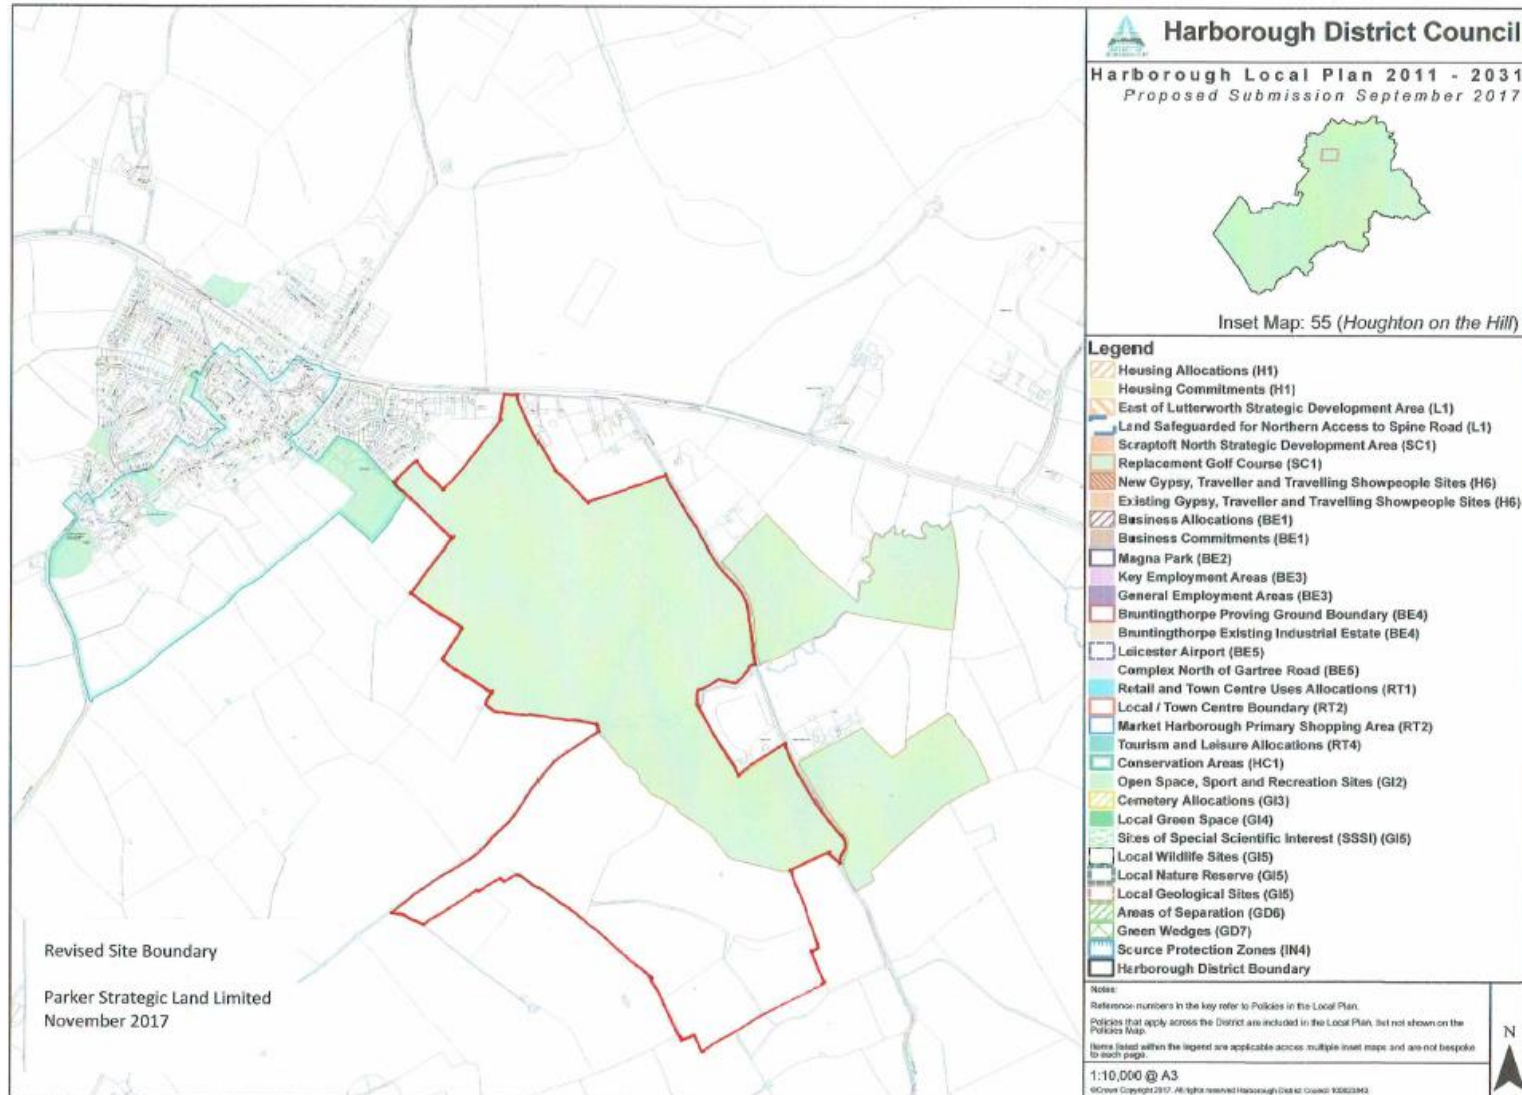 Harborough District Council
Harborough Local Plan 2011 - 2031
Proposed Submission September 2017
Inset Map: 55 (Houghton on the Hill)
Legend
Housing Allocations (H1)
Housing Commitments (H1)
East of Lutterworth Strategic Development Area (L1)
Land Safeguarded for Northern Access to Spine Road (L1)
Scraptoft North Strategic Development Area (SC1)
Replacement Golf Course (SC1)
New Gypsy, Traveller and Travelling Showpeople Sites (H6)
Existing Gypsy, Traveller and Travelling Showpeople Sites (H6)
Business Allocations (BE1)
Business Commitments (BE1)
Magna Park (BE2)
Key Employment Areas (BE3)
General Employment Areas (BE3)
Bruntingthorpe Proving Ground Boundary (BE4)
Bruntingthorpe Existing Industrial Estate (BE4)
Leicester Airport (BE5)
Complex North of Gartree Road (BE5)
Retail and Town Centre Uses Allocations (RT1)
Local / Town Centre Boundary (RT2)
Market Harborough Primary Shopping Area (RT2)
Tourism and Leisure Allocations (RT4)
Conservation Areas (HC1)
Open Space, Sport and Recreation Sites (GI2)
Cemetery Allocations (GI3)
Local Green Space (GI4)
Sites of Special Scientific Interest (SSSI) (GI5)
Local Wildlife Sites (GI5)
Local Nature Reserve (GI5)
Local Geological Sites (GI5)
Areas of Separation (GD6)
Green Wedges (GD7)
Source Protection Zones (IN4)
Harborough District Boundary
Notes:
Reference numbers in the key refer to Policies in the Local Plan.
Policies that apply across the District are included in the Local Plan, but not shown on the
Policies Map.
Items listed within the legend are applicable across multiple inset maps and are not bespoke
to each page.
N
1:10,000 @ A3
©Crown Copyright 2017. All rights reserved Harborough District Council
Revised Site Boundary
Parker Strategic Land Limited
November 2017